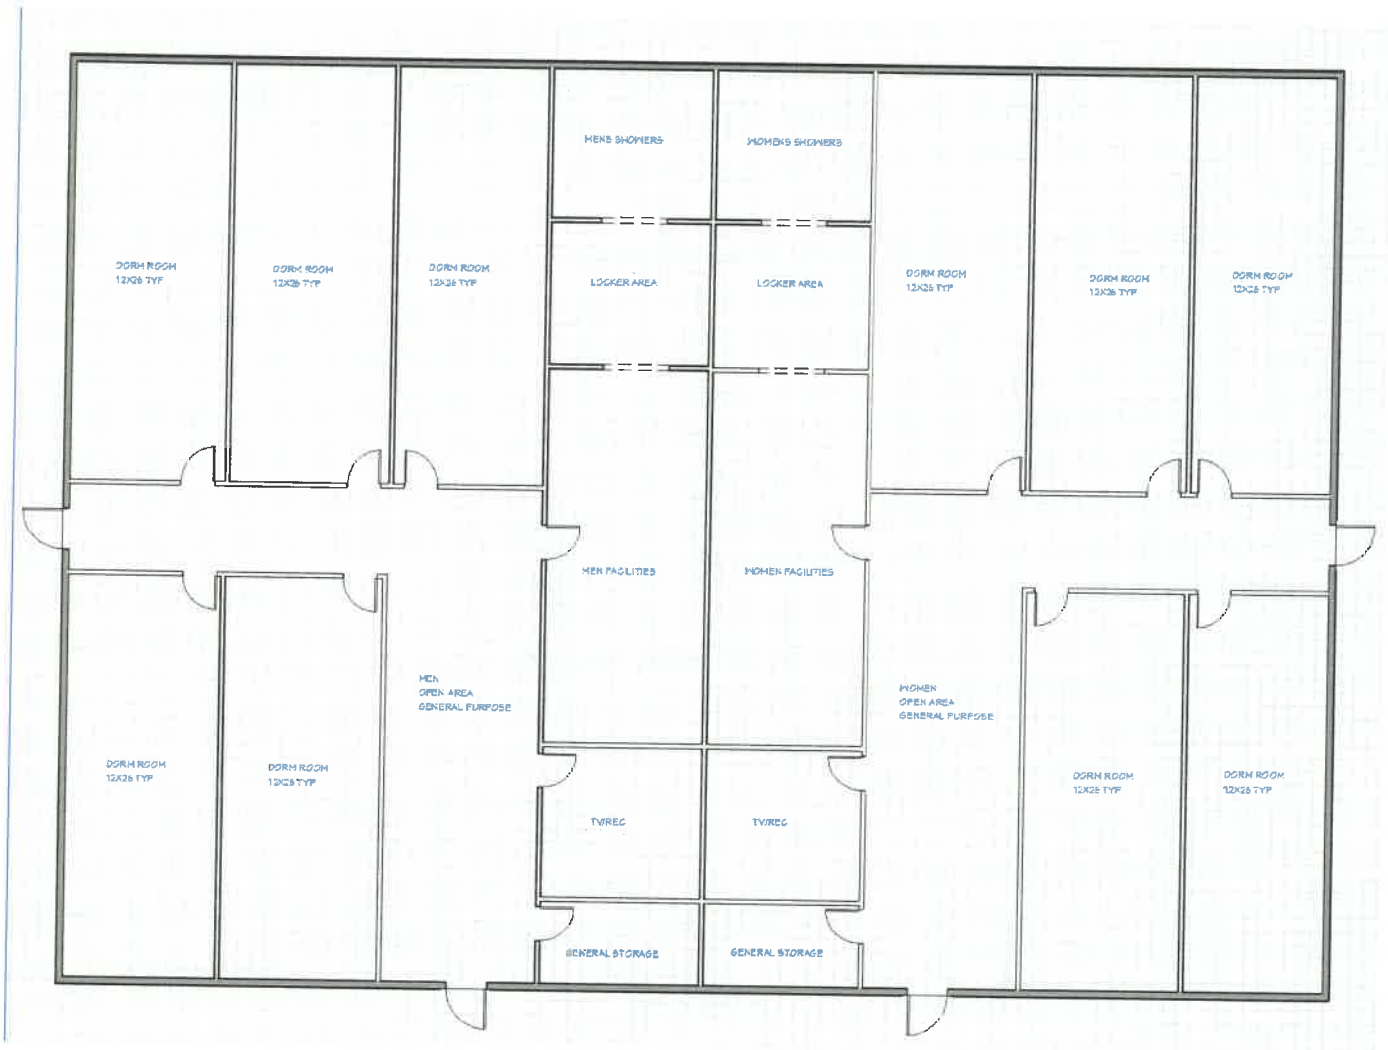 MENS SHOWERS
WOMENS SHOWERS
DORM ROOM
12X26 TYP
DORM ROOM
12X26 TYP
DORM ROOM
12X26 TYP
LOCKER AREA
LOCKER AREA
DORM ROOM
12X26 TYP
DORM ROOM
12X26 TYP
DORM ROOM
12X26 TYP
MEN FACILITIES
WOMEN FACILITIES
MEN
OPEN AREA
GENERAL PURPOSE
WOMEN
OPEN AREA
GENERAL PURPOSE
DORM ROOM
12X26 TYP
DORM ROOM
12X26 TYP
DORM ROOM
12X26 TYP
DORM ROOM
12X26 TYP
TV/REC
TV/REC
GENERAL STORAGE
GENERAL STORAGE